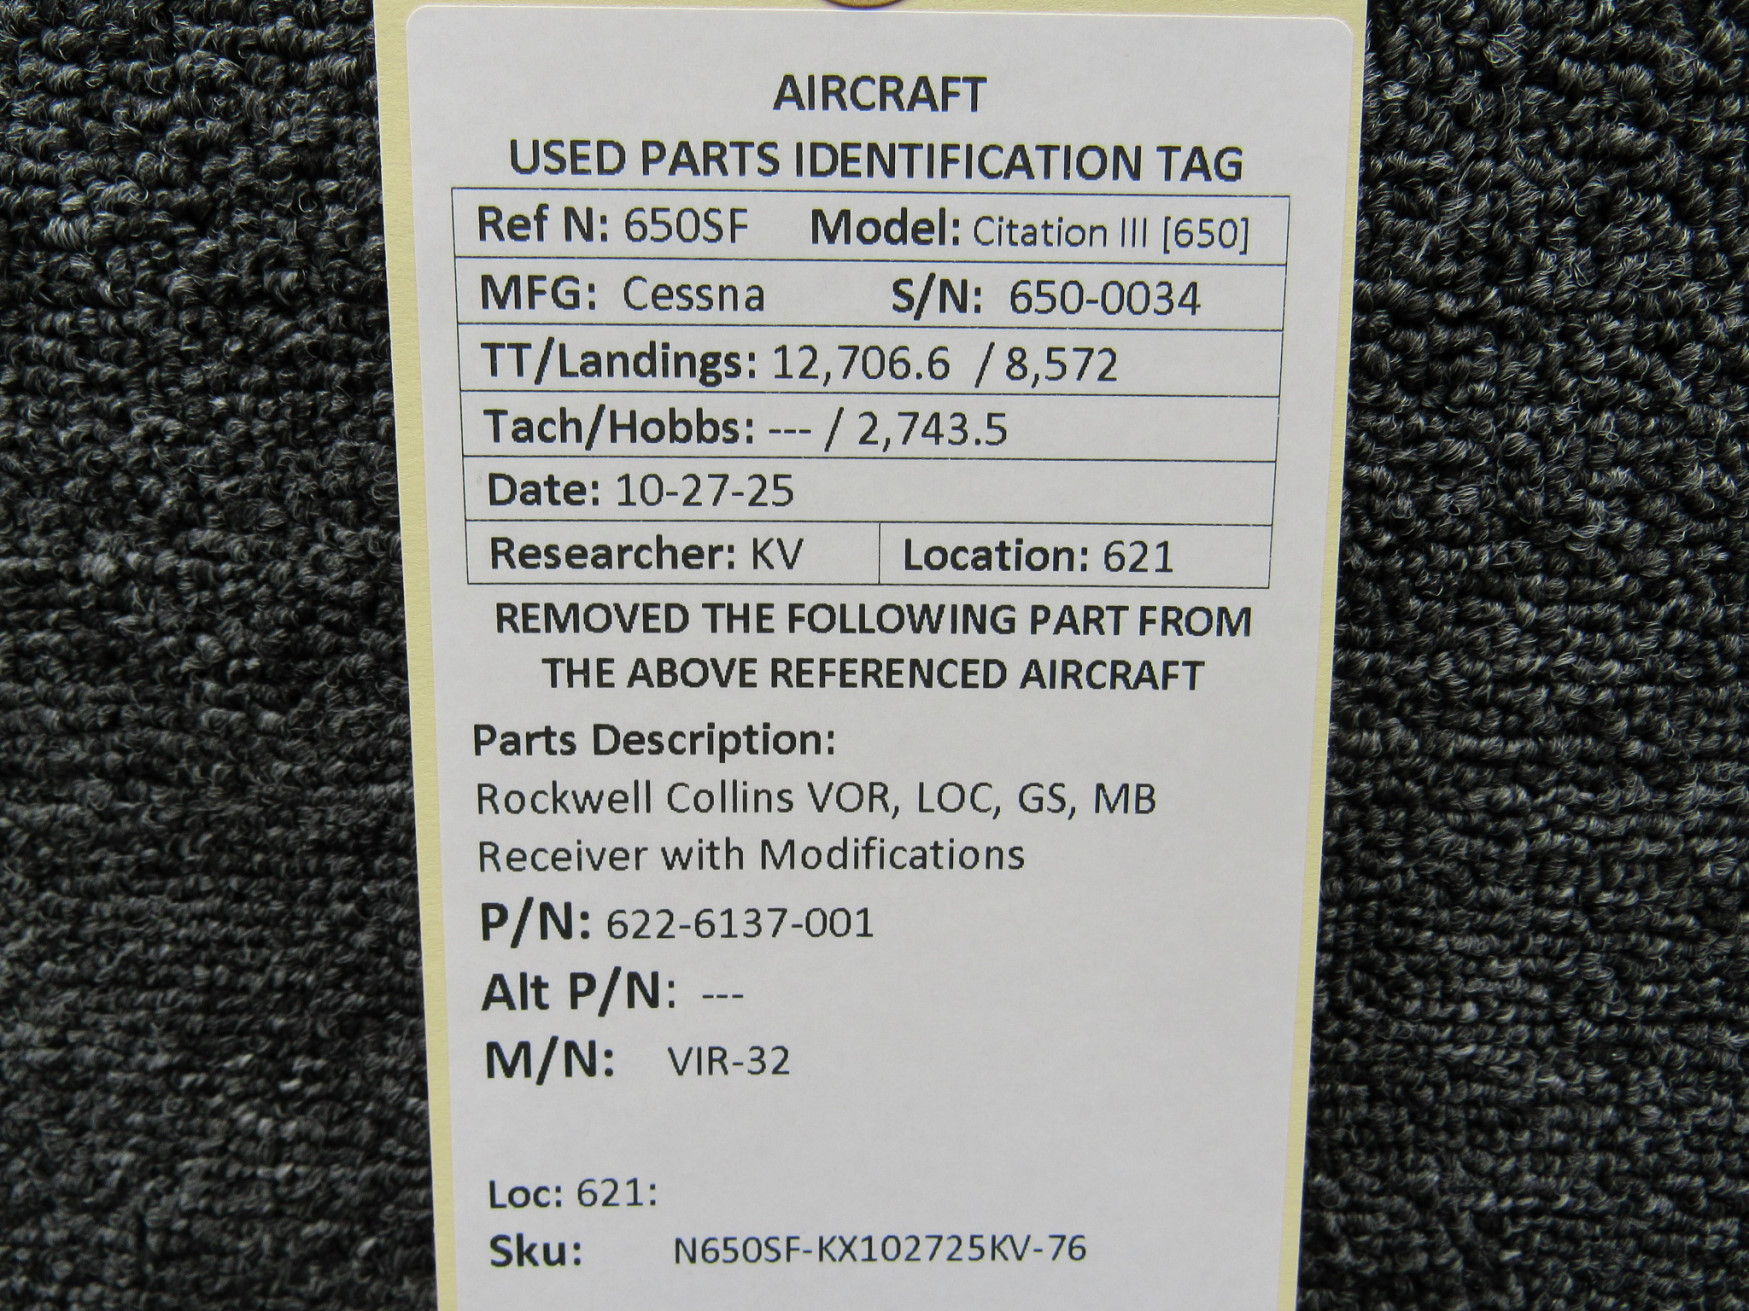 AIRCRAFT
USED PARTS IDENTIFICATION TAG
Ref N: 650SF Model: Citation III [650]
MFG: Cessna S/N: 650-0034
TT/Landings: 12,706.6 / 8,572
Tach/Hobbs: --- / 2,743.5
Date: 10-27-25
Researcher: KV Location: 621
REMOVED THE FOLLOWING PART FROM
THE ABOVE REFERENCED AIRCRAFT
Parts Description:
Rockwell Collins VOR, LOC, GS, MB
Receiver with Modifications
P/N: 622-6137-001
Alt P/N: ---
M/N: VIR-32
Loc: 621:
Sku: N650SF-KX102725KV-76